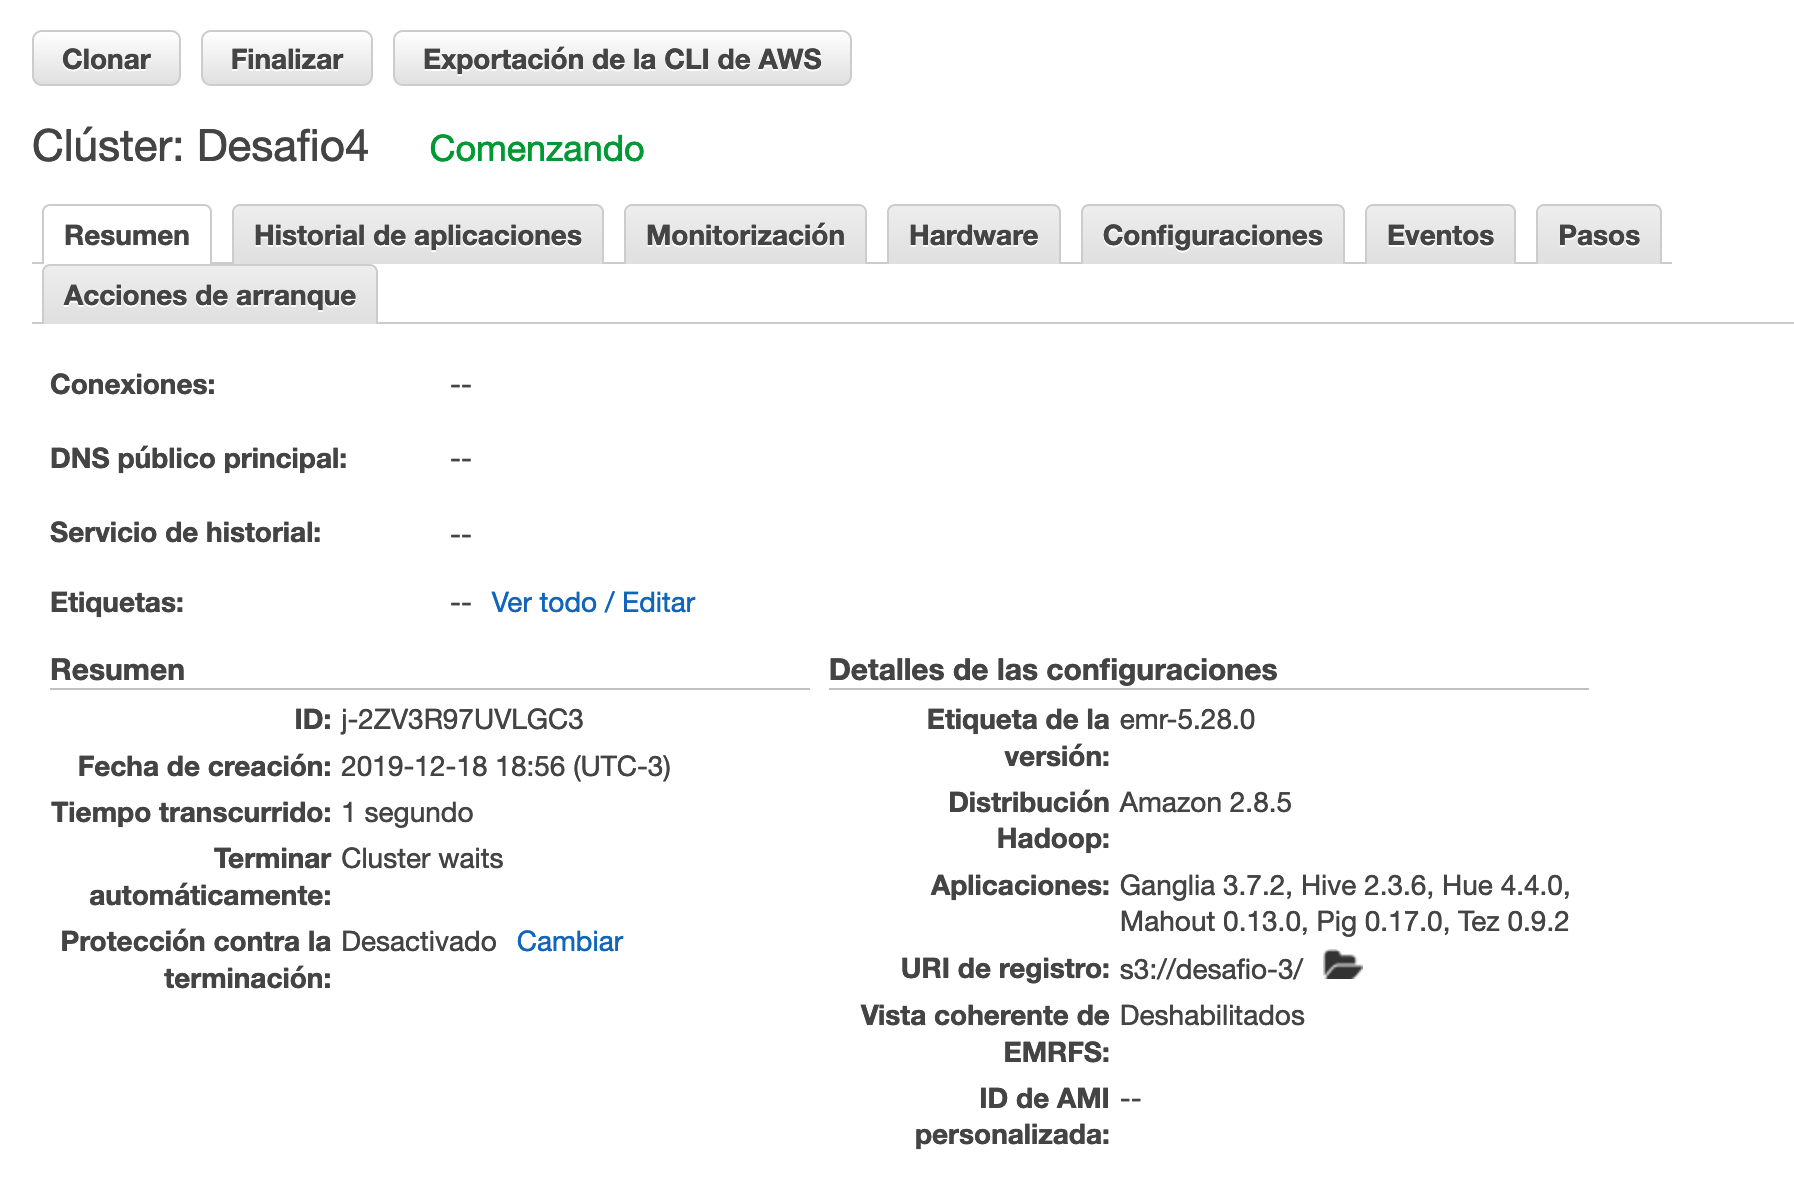 Clonar Finalizar Exportación de la CLI de AWS
Clúster: Desafio4 Comenzando
Resumen Historial de aplicaciones Monitorización Hardware Configuraciones Eventos Pasos
Acciones de arranque
Conexiones: --
DNS público principal: --
Servicio de historial: --
Etiquetas: -- Ver todo / Editar
Resumen
ID: j-2ZV3R97UVLGC3
Fecha de creación: 2019-12-18 18:56 (UTC-3)
Tiempo transcurrido: 1 segundo
Terminar Cluster waits
automáticamente:
Protección contra la Desactivado Cambiar
terminación:
Detalles de las configuraciones
Etiqueta de la emr-5.28.0
versión:
Distribución Amazon 2.8.5
Hadoop:
Aplicaciones: Ganglia 3.7.2, Hive 2.3.6, Hue 4.4.0,
Mahout 0.13.0, Pig 0.17.0, Tez 0.9.2
URI de registro: s3://desafio-3/
Vista coherente de Deshabilitados
EMRFS:
ID de AMI --
personalizada: